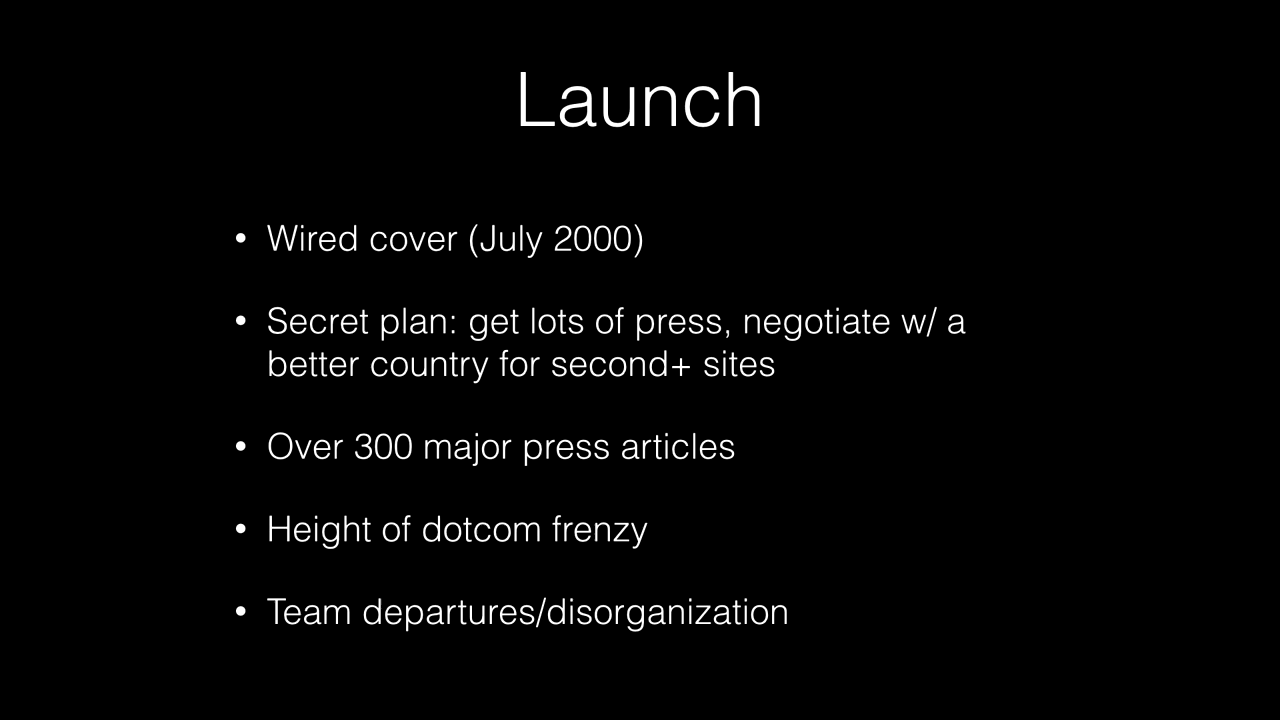 Launch
• Wired cover (July 2000)
• Secret plan: get lots of press, negotiate w/ a
better country for second+ sites
• Over 300 major press articles
• Height of dotcom frenzy
• Team departures/disorganization